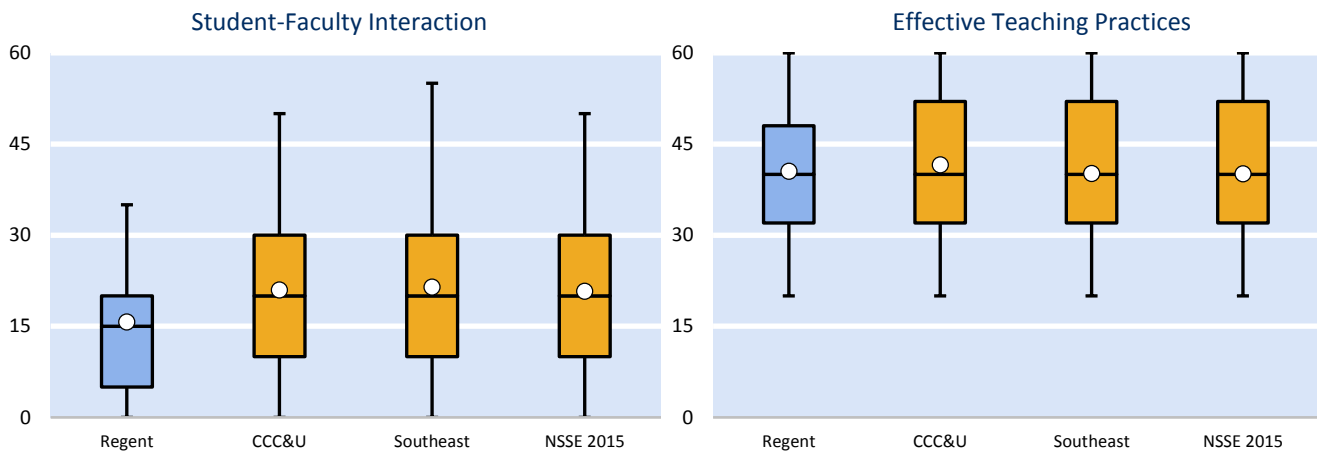 Student-Faculty Interaction
60
45
30
15
0
Regent CCC&U Southeast NSSE 2015
Effective Teaching Practices
60
45
30
15
0
Regent CCC&U Southeast NSSE 2015